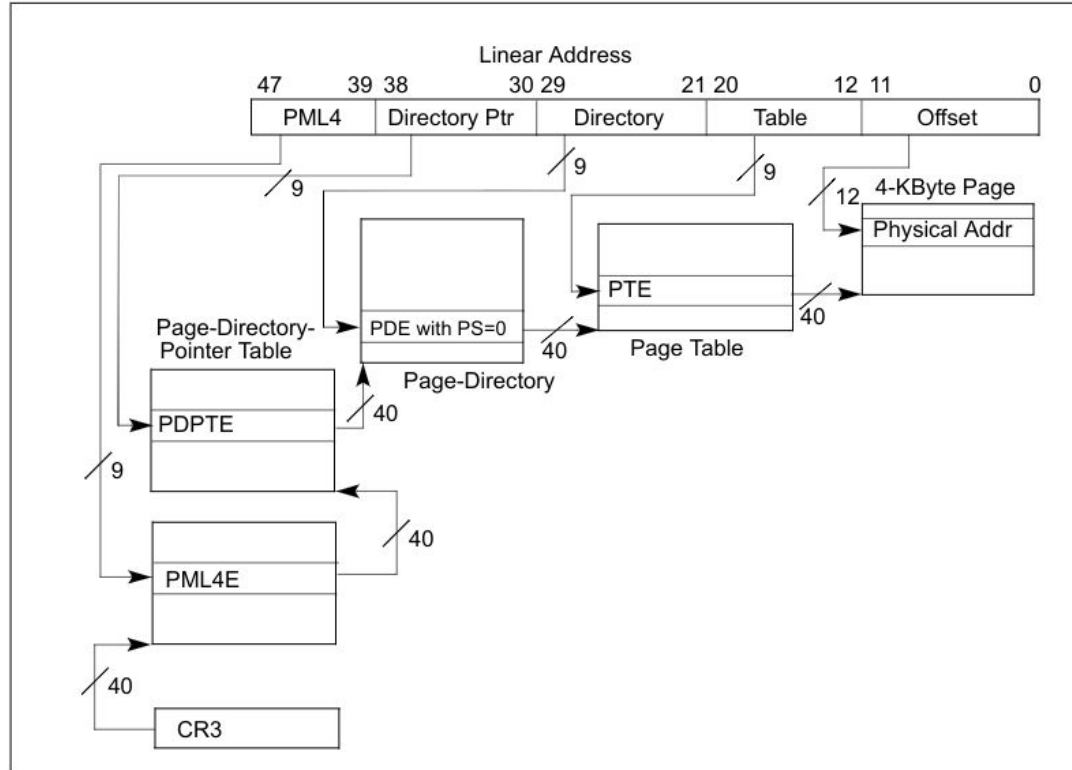 Linear Address
47 39 38 30 29 21 20 12 11 0
PML4 Directory Ptr Directory Table Offset
9 9 9
12 4-KByte Page
Physical Addr
PTE
40
PDE with PS=0
40
Page Table
Page-Directory-
Pointer Table
Page-Directory
40
PDPTE
9
40
PML4E
40
CR3